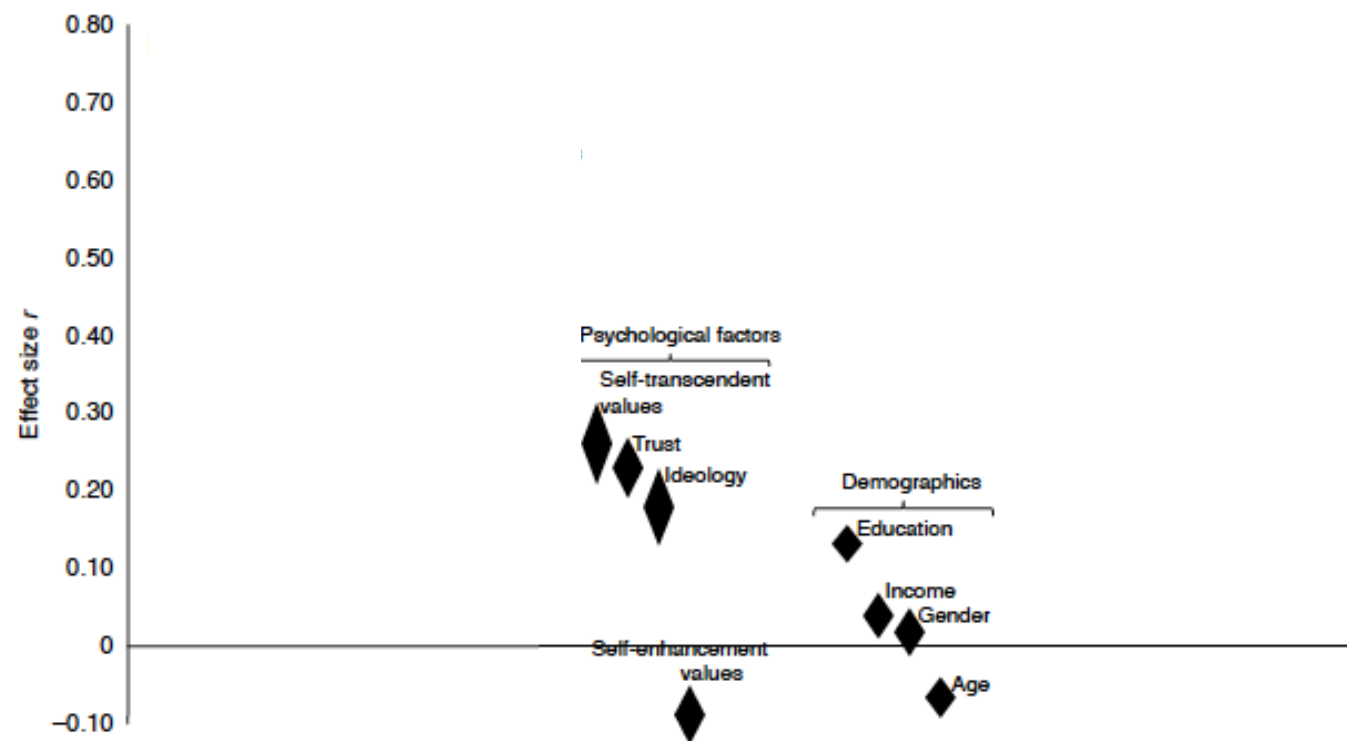 0.80
0.70
0.60
0.50
0.40
0.30
0.20
0.10
0
–0.10
Effect size r
Psychological factors
Self-transcendent
values
Trust
Ideology
Self-enhancement
values
Demographics
Education
Income
Gender
Age